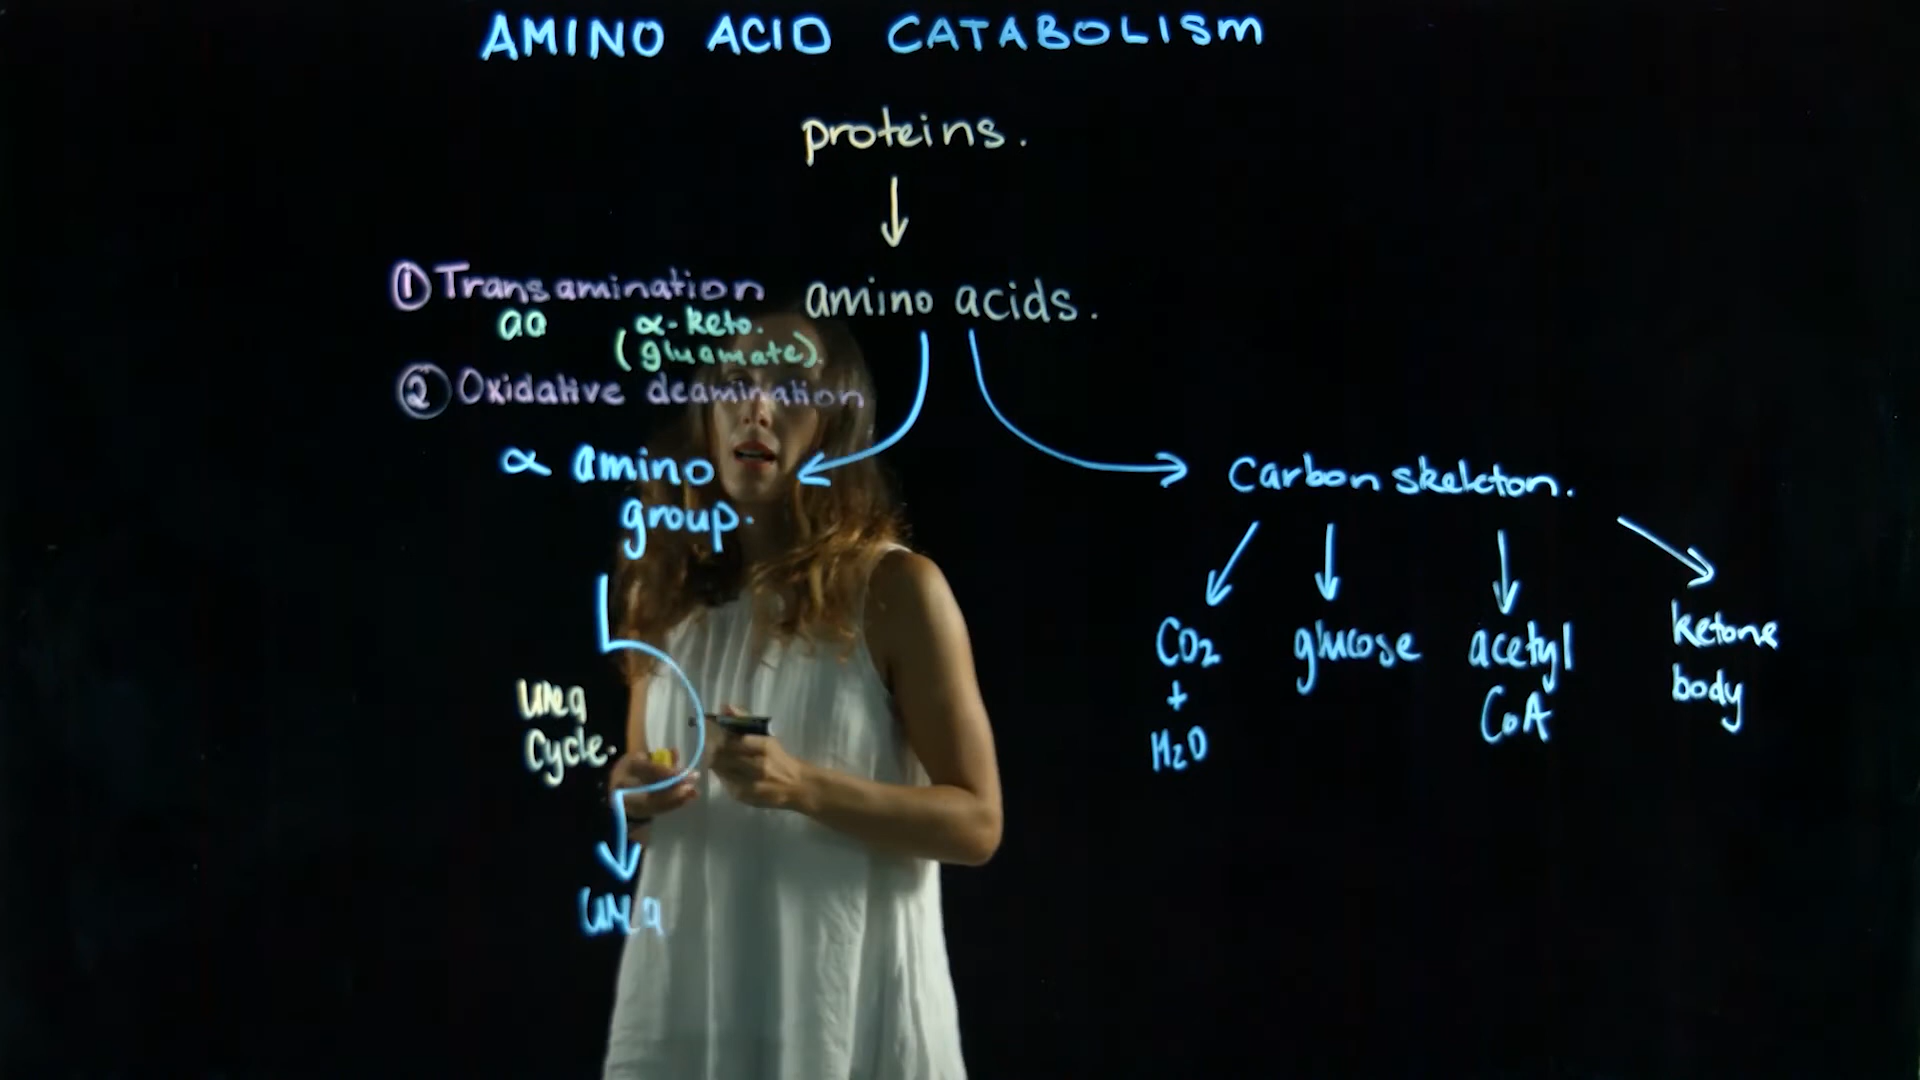 AMINO ACID CATABOLISM
proteins.
① Transamination
aa α-keto.
(gluamate).
② Oxidative deamination
amino acids.
α amino
group.
Urea
Cycle.
Urea
Carbon skeleton.
CO2
+
H2O
glucose
acetyl
CoA
ketone
body